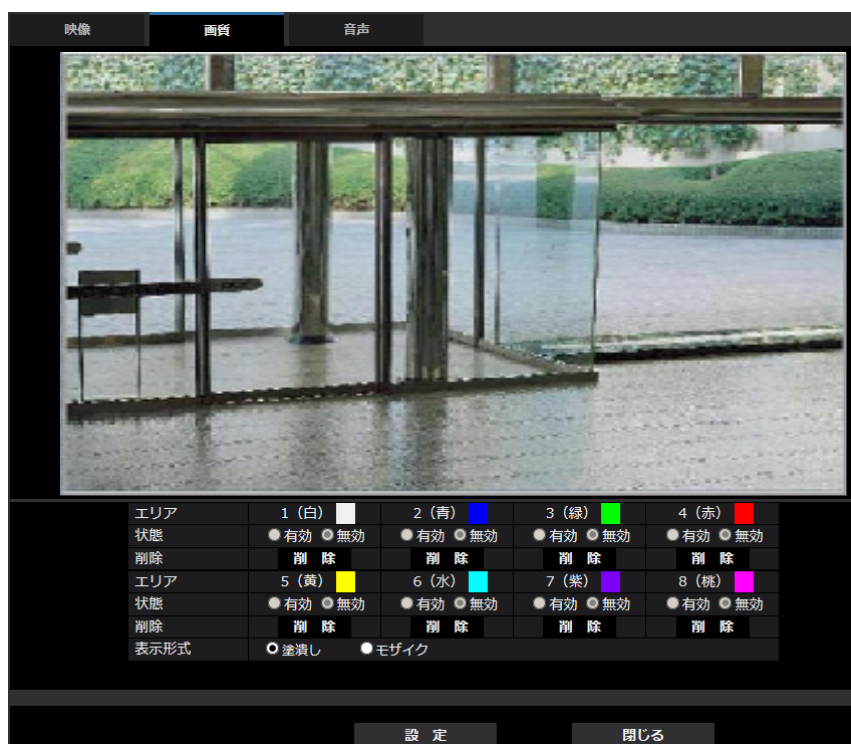 映像 画質 音声
エリア 1（白） 2（青） 3（緑） 4（赤）
状態 有効 無効 有効 無効 有効 無効 有効 無効
削除 削 除 削 除 削 除 削 除
エリア 5（黄） 6（水） 7（紫） 8（桃）
状態 有効 無効 有効 無効 有効 無効 有効 無効
削除 削 除 削 除 削 除 削 除
表示形式 塗潰し モザイク
設 定 閉じる